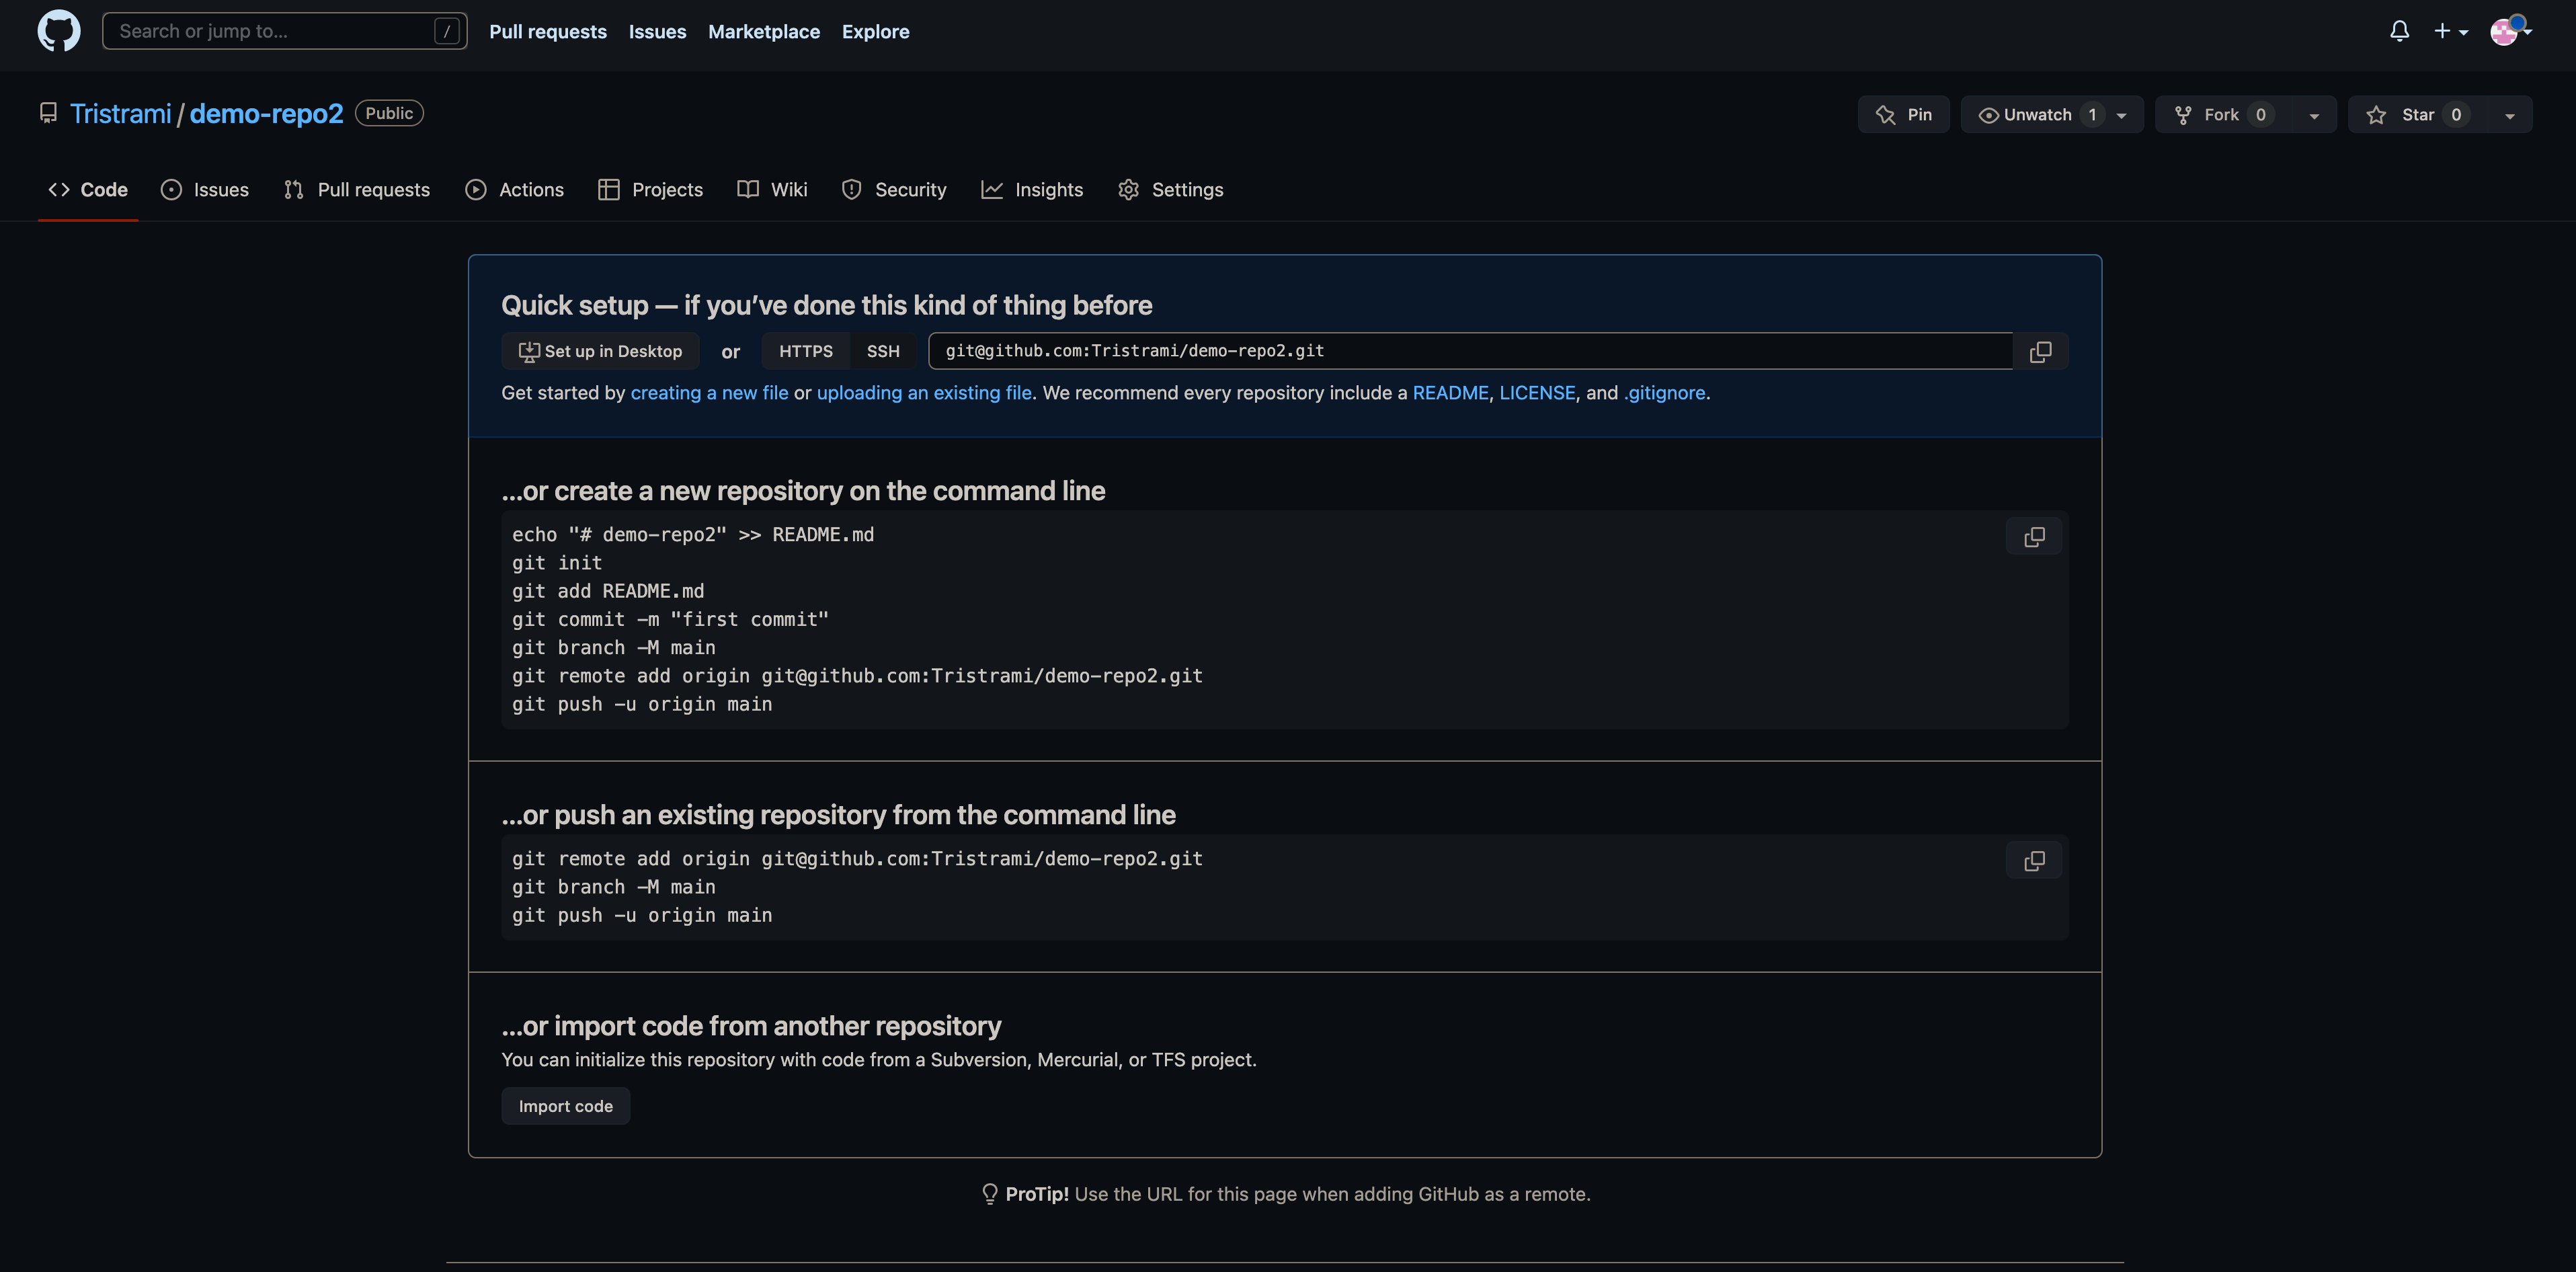 Search or jump to... /
Pull requests Issues Marketplace Explore
Tristrami / demo-repo2 Public
Pin Unwatch 1 Fork 0 Star 0
Code Issues Pull requests Actions Projects Wiki Security Insights Settings
Quick setup — if you’ve done this kind of thing before
Set up in Desktop or HTTPS SSH git@github.com:Tristrami/demo-repo2.git
Get started by creating a new file or uploading an existing file. We recommend every repository include a README, LICENSE, and .gitignore.
…or create a new repository on the command line
echo "# demo-repo2" >> README.md
git init
git add README.md
git commit -m "first commit"
git branch -M main
git remote add origin git@github.com:Tristrami/demo-repo2.git
git push -u origin main
…or push an existing repository from the command line
git remote add origin git@github.com:Tristrami/demo-repo2.git
git branch -M main
git push -u origin main
…or import code from another repository
You can initialize this repository with code from a Subversion, Mercurial, or TFS project.
Import code
ProTip! Use the URL for this page when adding GitHub as a remote.